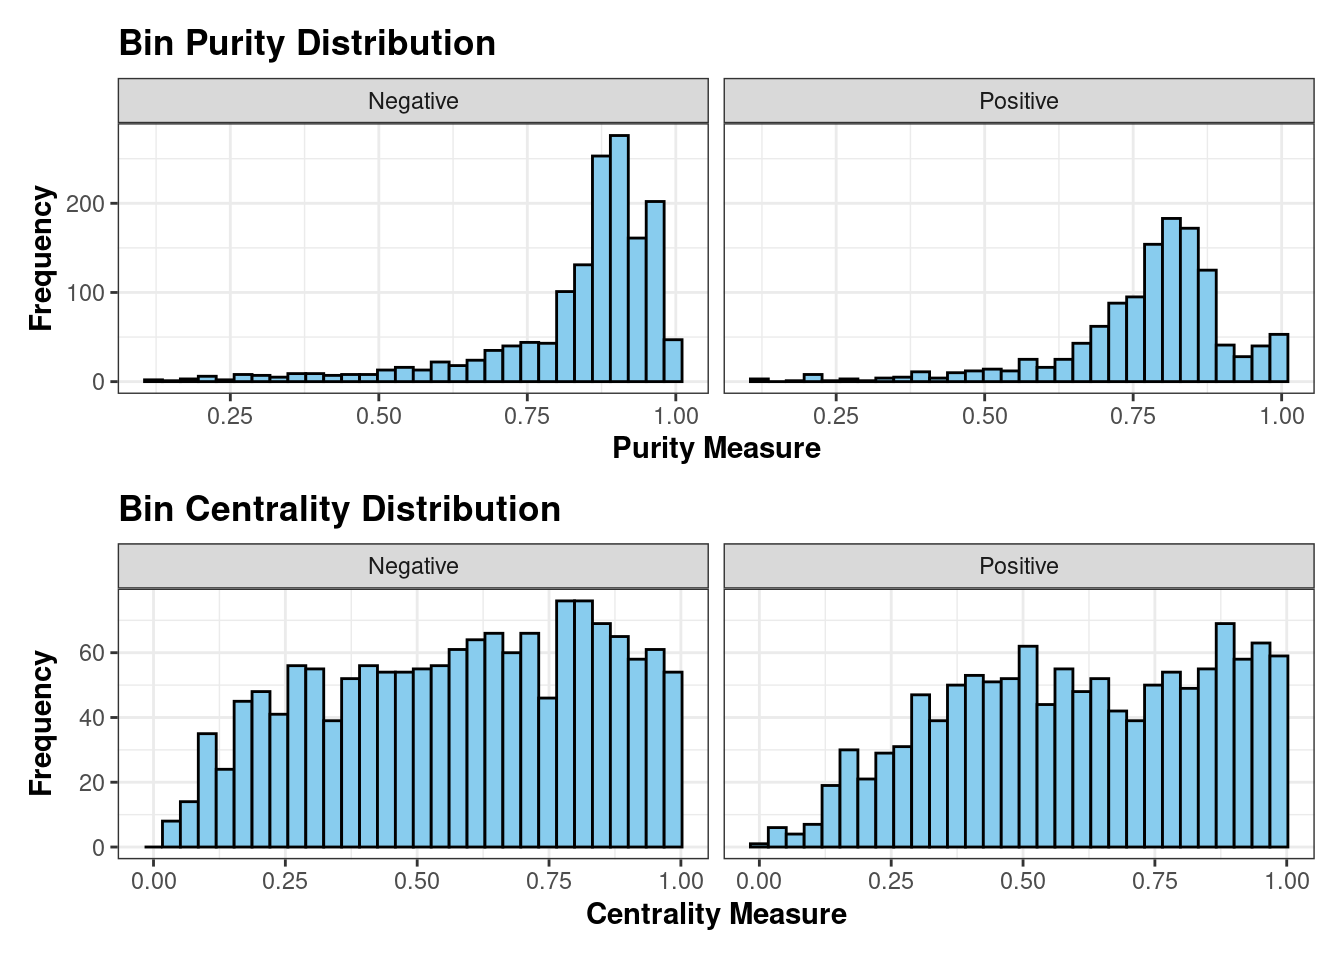 Bin Purity Distribution
Negative
Positive
Frequency
200
100
0
0.25 0.50 0.75 1.00
0.25 0.50 0.75 1.00
Purity Measure
Bin Centrality Distribution
Negative
Positive
Frequency
60
40
20
0
0.00 0.25 0.50 0.75 1.00
0.00 0.25 0.50 0.75 1.00
Centrality Measure